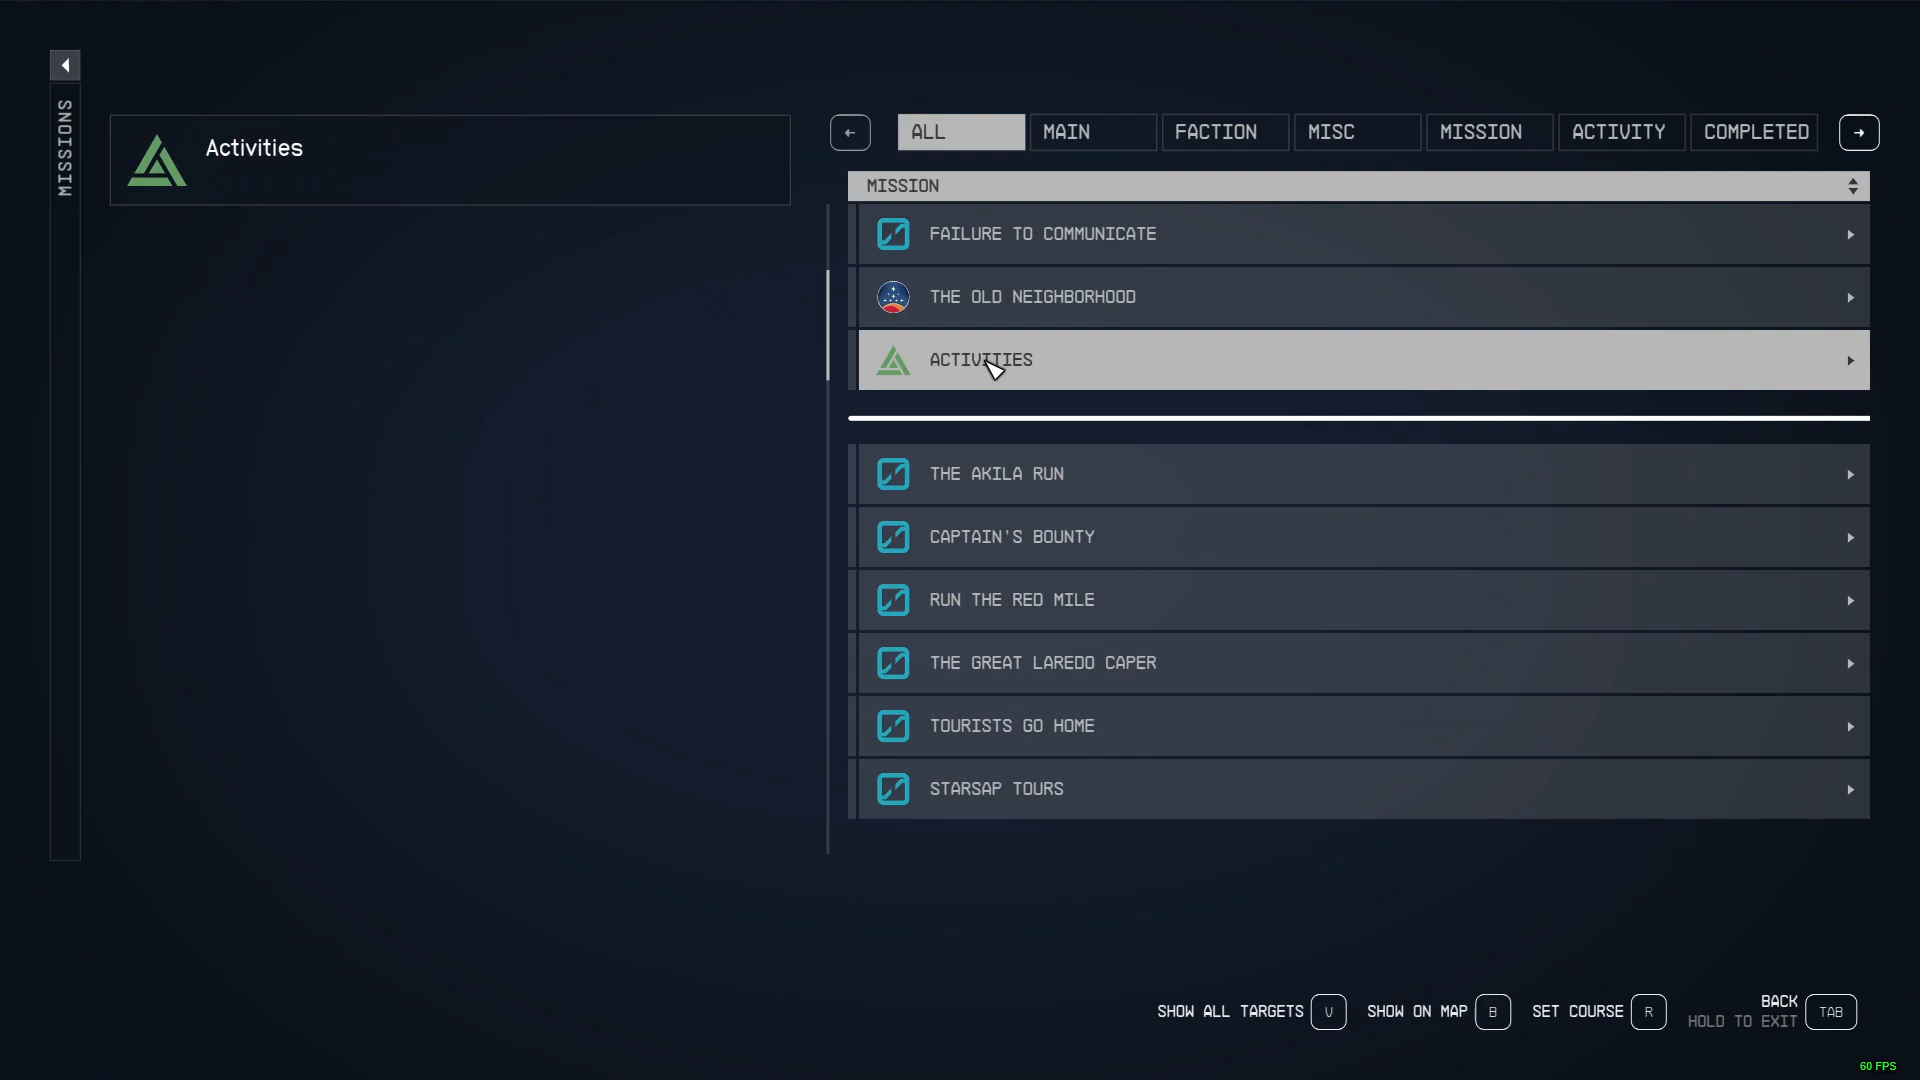 MISSIONS
Activities
ALL
MAIN
FACTION
MISC
MISSION
ACTIVITY
COMPLETED
MISSION
FAILURE TO COMMUNICATE
THE OLD NEIGHBORHOOD
ACTIVITIES
THE AKILA RUN
CAPTAIN'S BOUNTY
RUN THE RED MILE
THE GREAT LAREDO CAPER
TOURISTS GO HOME
STARSAP TOURS
SHOW ALL TARGETS V
SHOW ON MAP B
SET COURSE R
BACK
HOLD TO EXIT
TAB
60 FPS